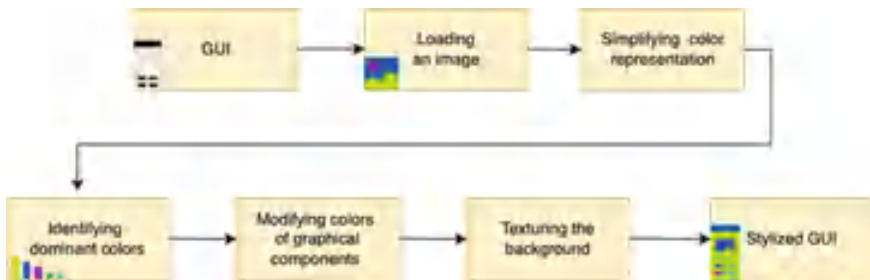 GUI
Loading
an image
Simplifying color
representation
Identifying
dominant colors
Modifying colors
of graphical
components
Texturing the
background
Stylized GUI